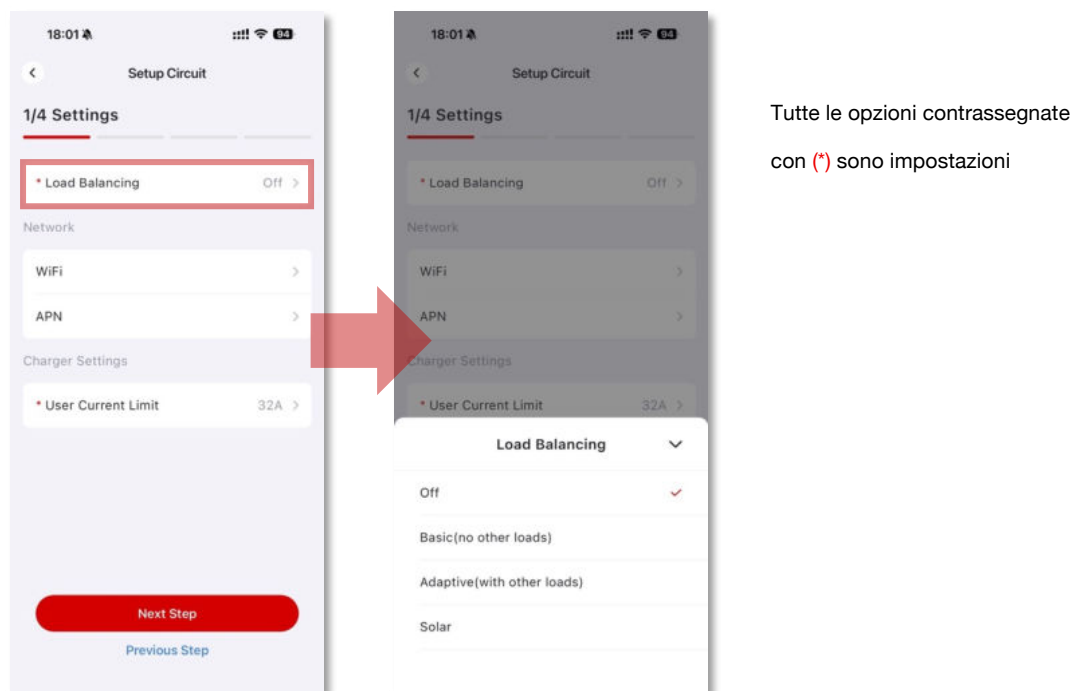 18:01
94
Setup Circuit
1/4 Settings
* Load Balancing Off
Network
WiFi
APN
Charger Settings
* User Current Limit 32A
Next Step
Previous Step
18:01
94
Setup Circuit
1/4 Settings
* Load Balancing Off
Network
WiFi
APN
Charger Settings
* User Current Limit 32A
Load Balancing
Off
Basic(no other loads)
Adaptive(with other loads)
Solar
Tutte le opzioni contrassegnate
con (*) sono impostazioni